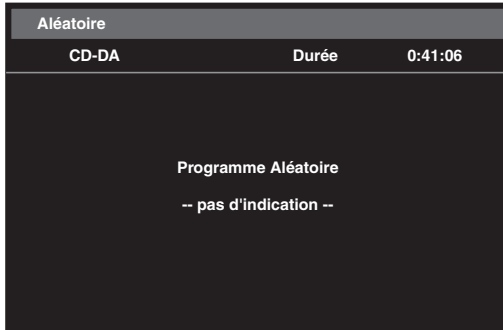 Aléatoire
CD-DA Durée 0:41:06
Programme Aléatoire
-- pas d'indication --